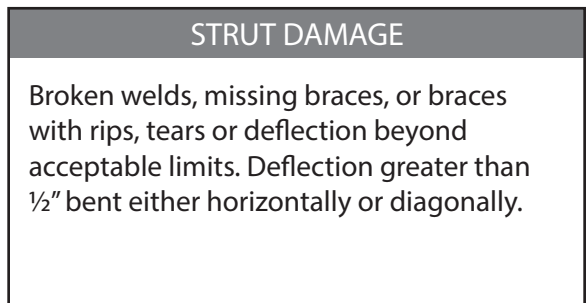 STRUT DAMAGE
Broken welds, missing braces, or braces
with rips, tears or deflection beyond
acceptable limits. Deflection greater than
½” bent either horizontally or diagonally.